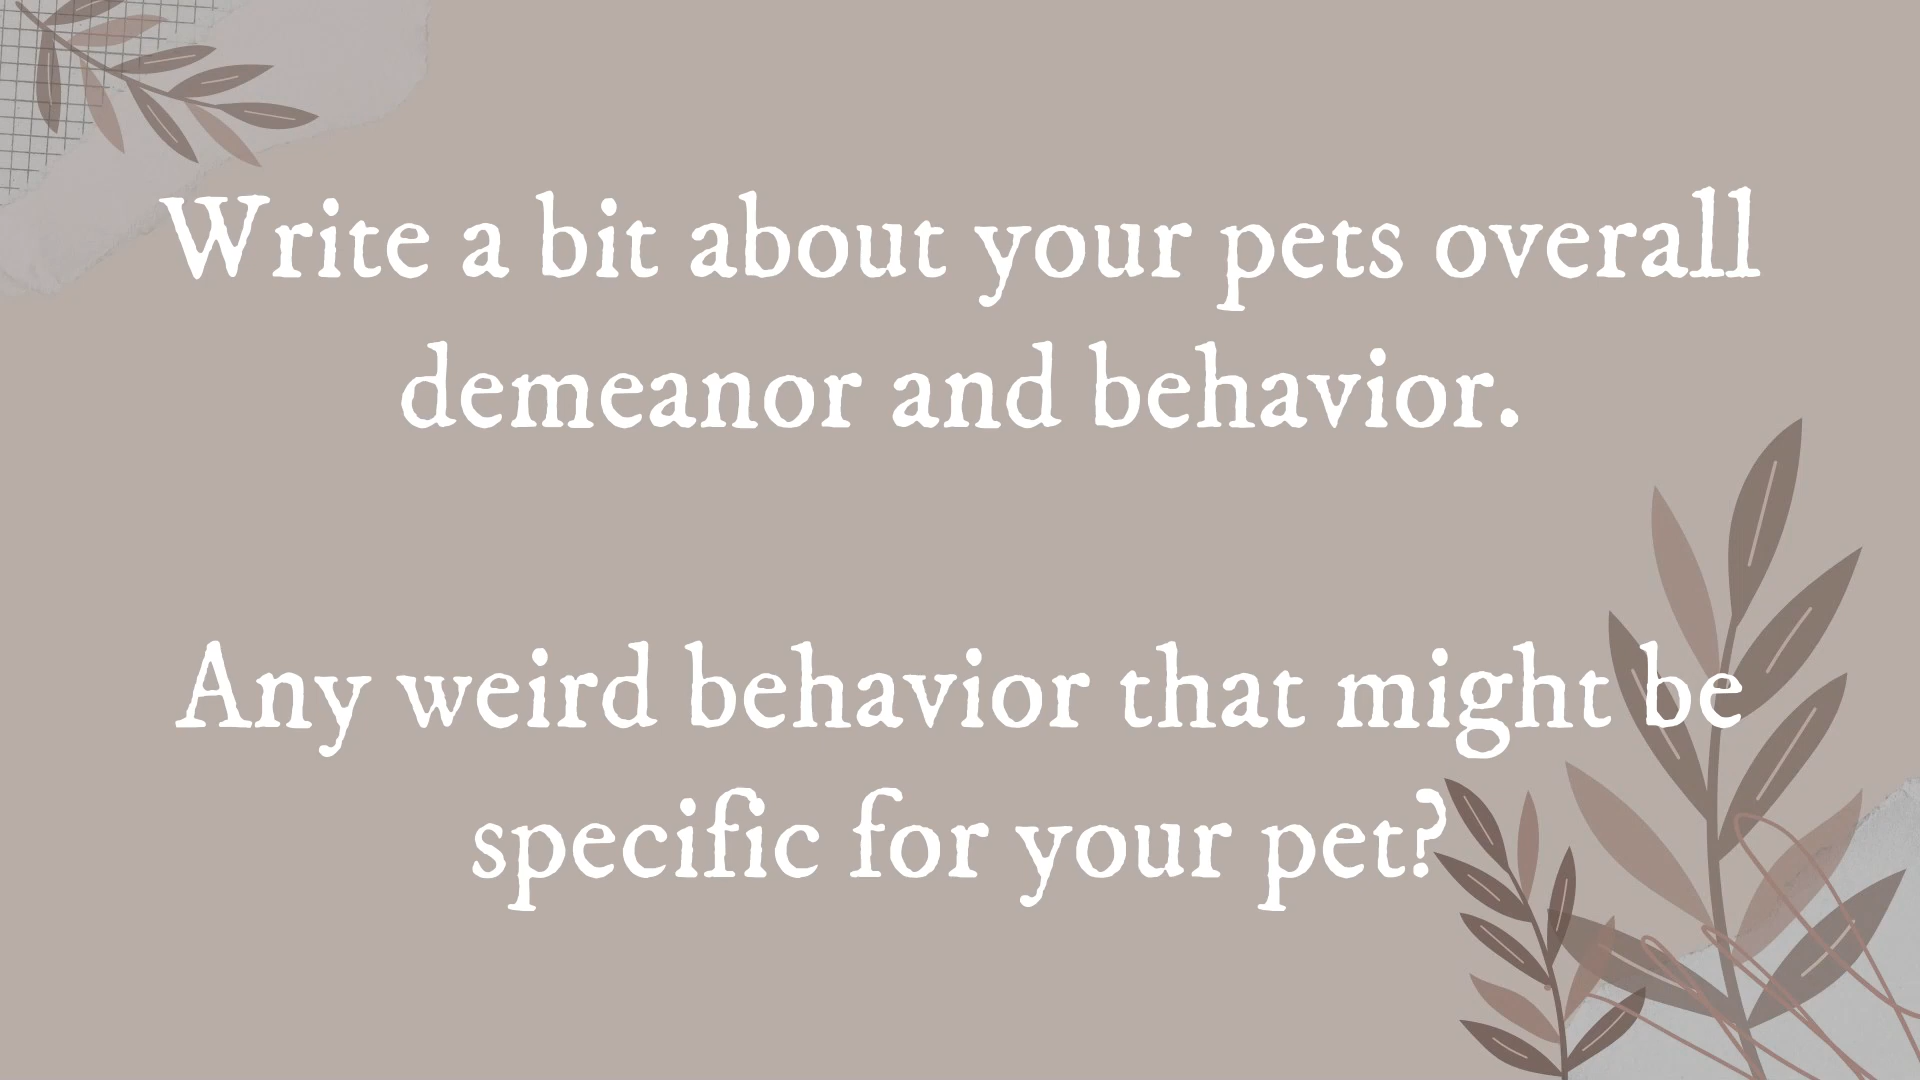 Write a bit about your pets overall
demeanor and behavior.
Any weird behavior that might be
specific for your pet?